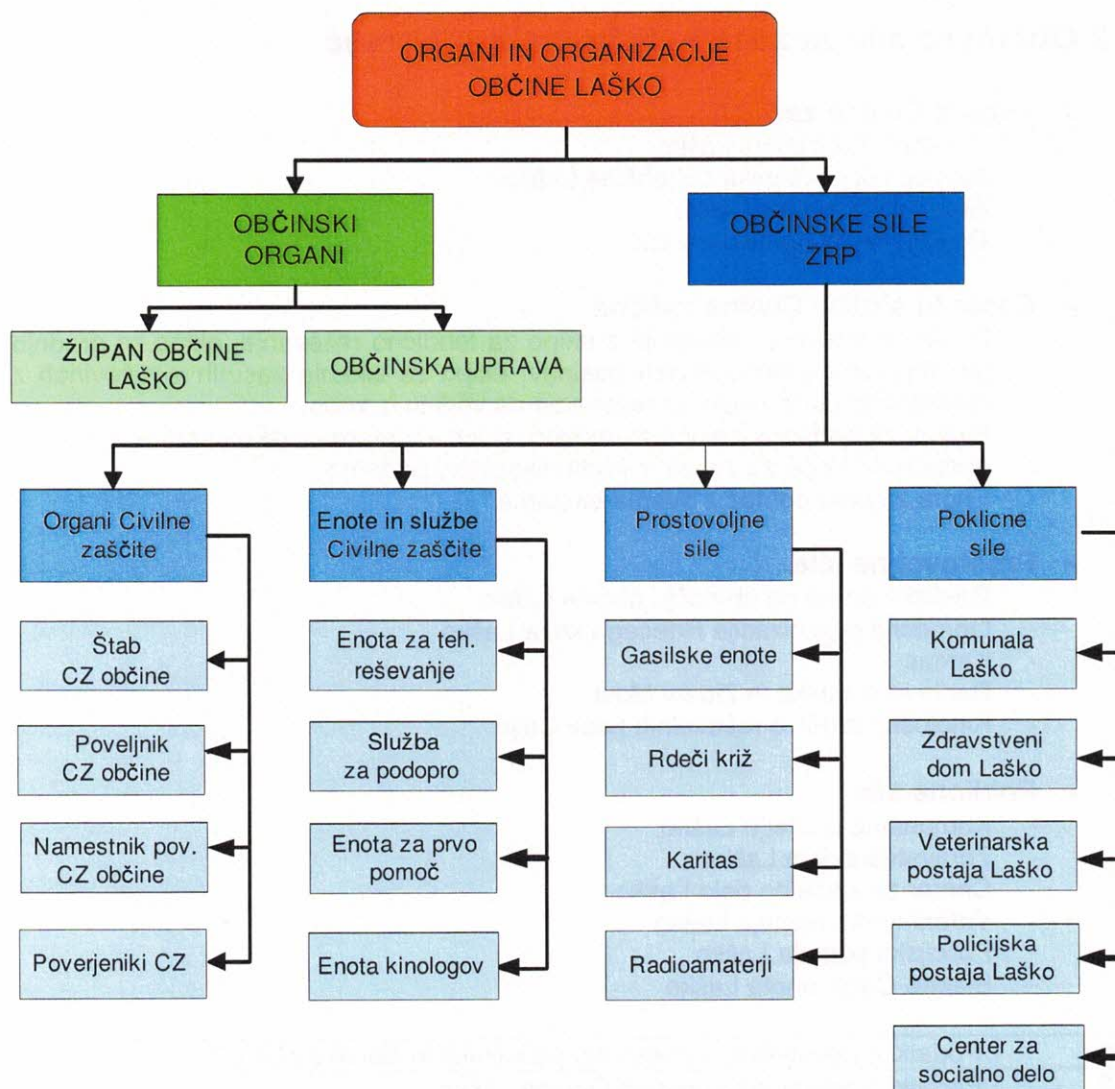 ORGANI IN ORGANIZACIJE
OBČINE LAŠKO
OBČINSKI
ORGANI
OBČINSKE SILE
ZRP
ŽUPAN OBČINE
LAŠKO
OBČINSKA UPRAVA
Organi Civilne
zaščite
Enote in službe
Civilne zaščite
Prostovoljne
sile
Poklicne
sile
Štab
CZ občine
Poveljnik
CZ občine
Namestnik pov.
CZ občine
Poverjeniki CZ
Enota za teh.
reševanje
Služba
za podopro
Enota za prvo
pomoč
Enota kinologov
Gasilske enote
Rdeči križ
Karitas
Radioamaterji
Komunala
Laško
Zdravstveni
dom Laško
Veterinarska
postaja Laško
Policijska
postaja Laško
Center za
socialno delo